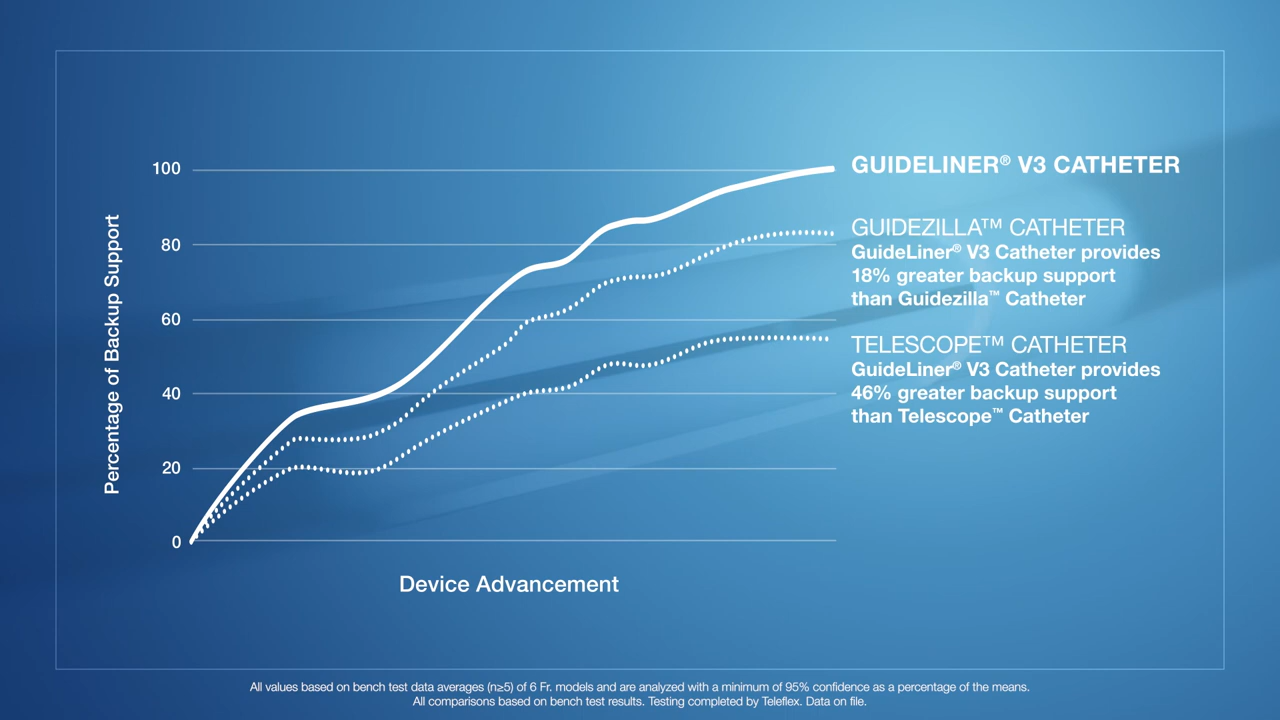 100
80
60
40
20
0
Percentage of Backup Support
Device Advancement
GUIDELINER® V3 CATHETER
GUIDEZILLA™ CATHETER
GuideLiner® V3 Catheter provides
18% greater backup support
than Guidezilla™ Catheter
TELESCOPE™ CATHETER
GuideLiner® V3 Catheter provides
46% greater backup support
than Telescope™ Catheter
All values based on bench test data averages (n≥5) of 6 Fr. models and are analyzed with a minimum of 95% confidence as a percentage of the means.
All comparisons based on bench test results. Testing completed by Teleflex. Data on file.